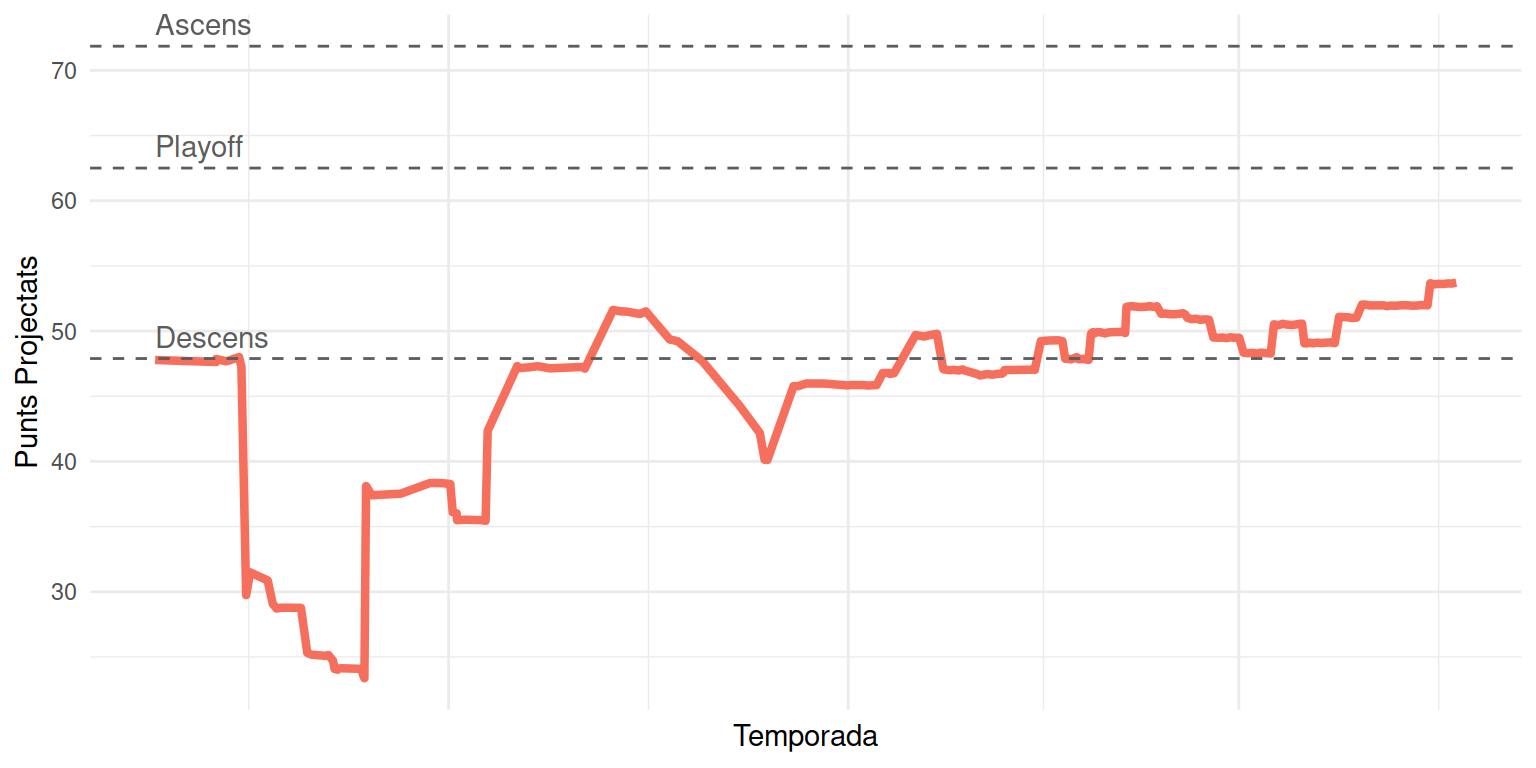 Ascens
70
Playoff
60
Descens
50
40
30
Punts Projectats
Temporada